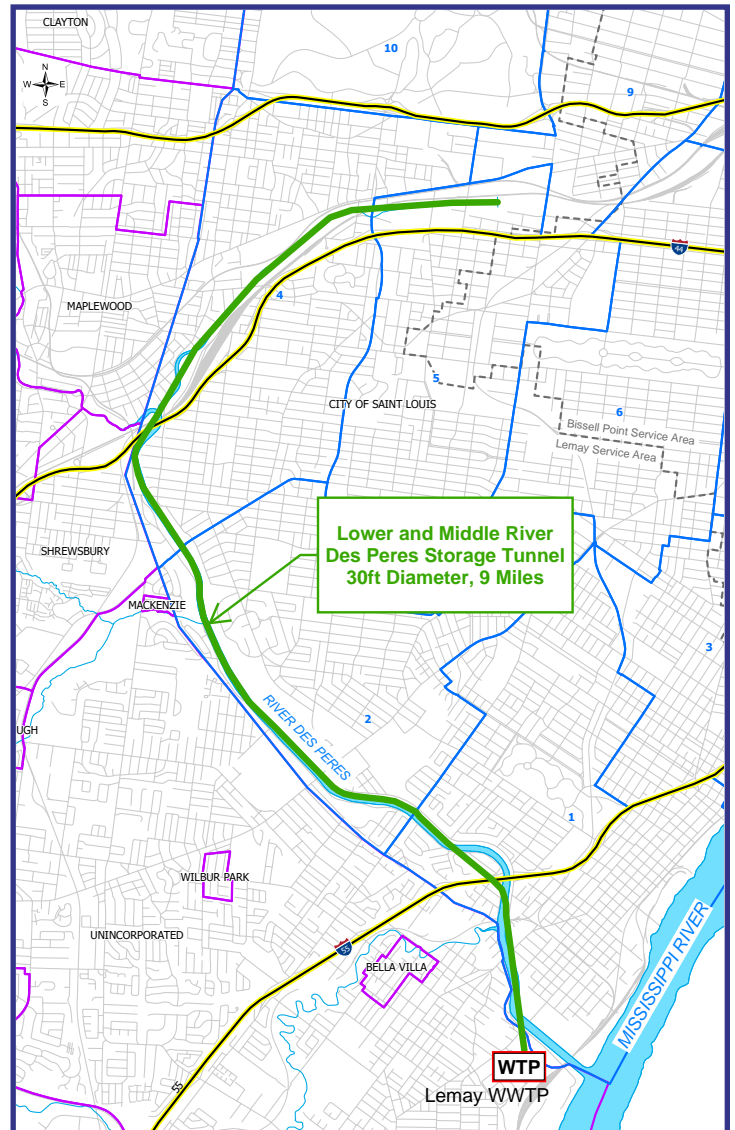 CLAYTON
10
N
W E
S
9
44
MAPLEWOOD
4
5
CITY OF SAINT LOUIS
6
Bissell Point Service Area
Lemay Service Area
Lower and Middle River
Des Peres Storage Tunnel
30ft Diameter, 9 Miles
SHREWSBURY
MACKENZIE
3
RIVER DES PERES
2
UGH
1
WILBUR PARK
UNINCORPORATED
55
BELLA VILLA
MISSISSIPPI RIVER
55
WTP
Lemay WWTP